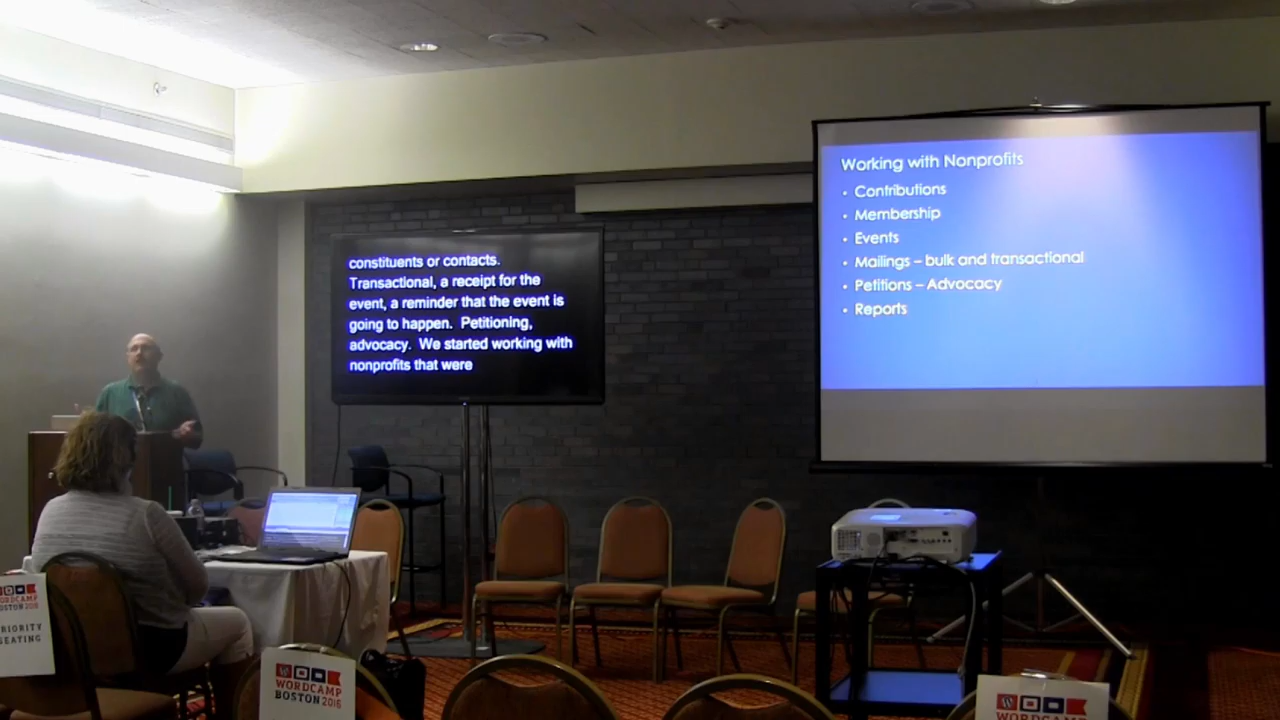 constituents or contacts.
Transactional, a receipt for the
event, a reminder that the event is
going to happen. Petitioning,
advocacy. We started working with
nonprofits that were
Working with Nonprofits
• Contributions
• Membership
• Events
• Mailings – bulk and transactional
• Petitions – Advocacy
• Reports
WORDCAMP
BOSTON 2016
PRIORITY
SEATING
WORDCAMP
BOSTON 2016
WORDCAMP